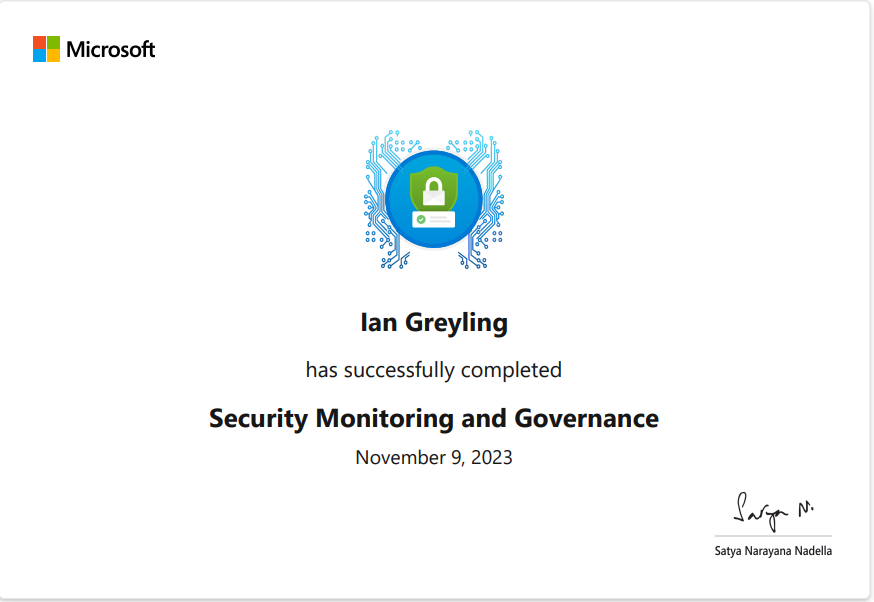 Microsoft
Ian Greyling
has successfully completed
Security Monitoring and Governance
November 9, 2023
Satya N.
Satya Narayana Nadella